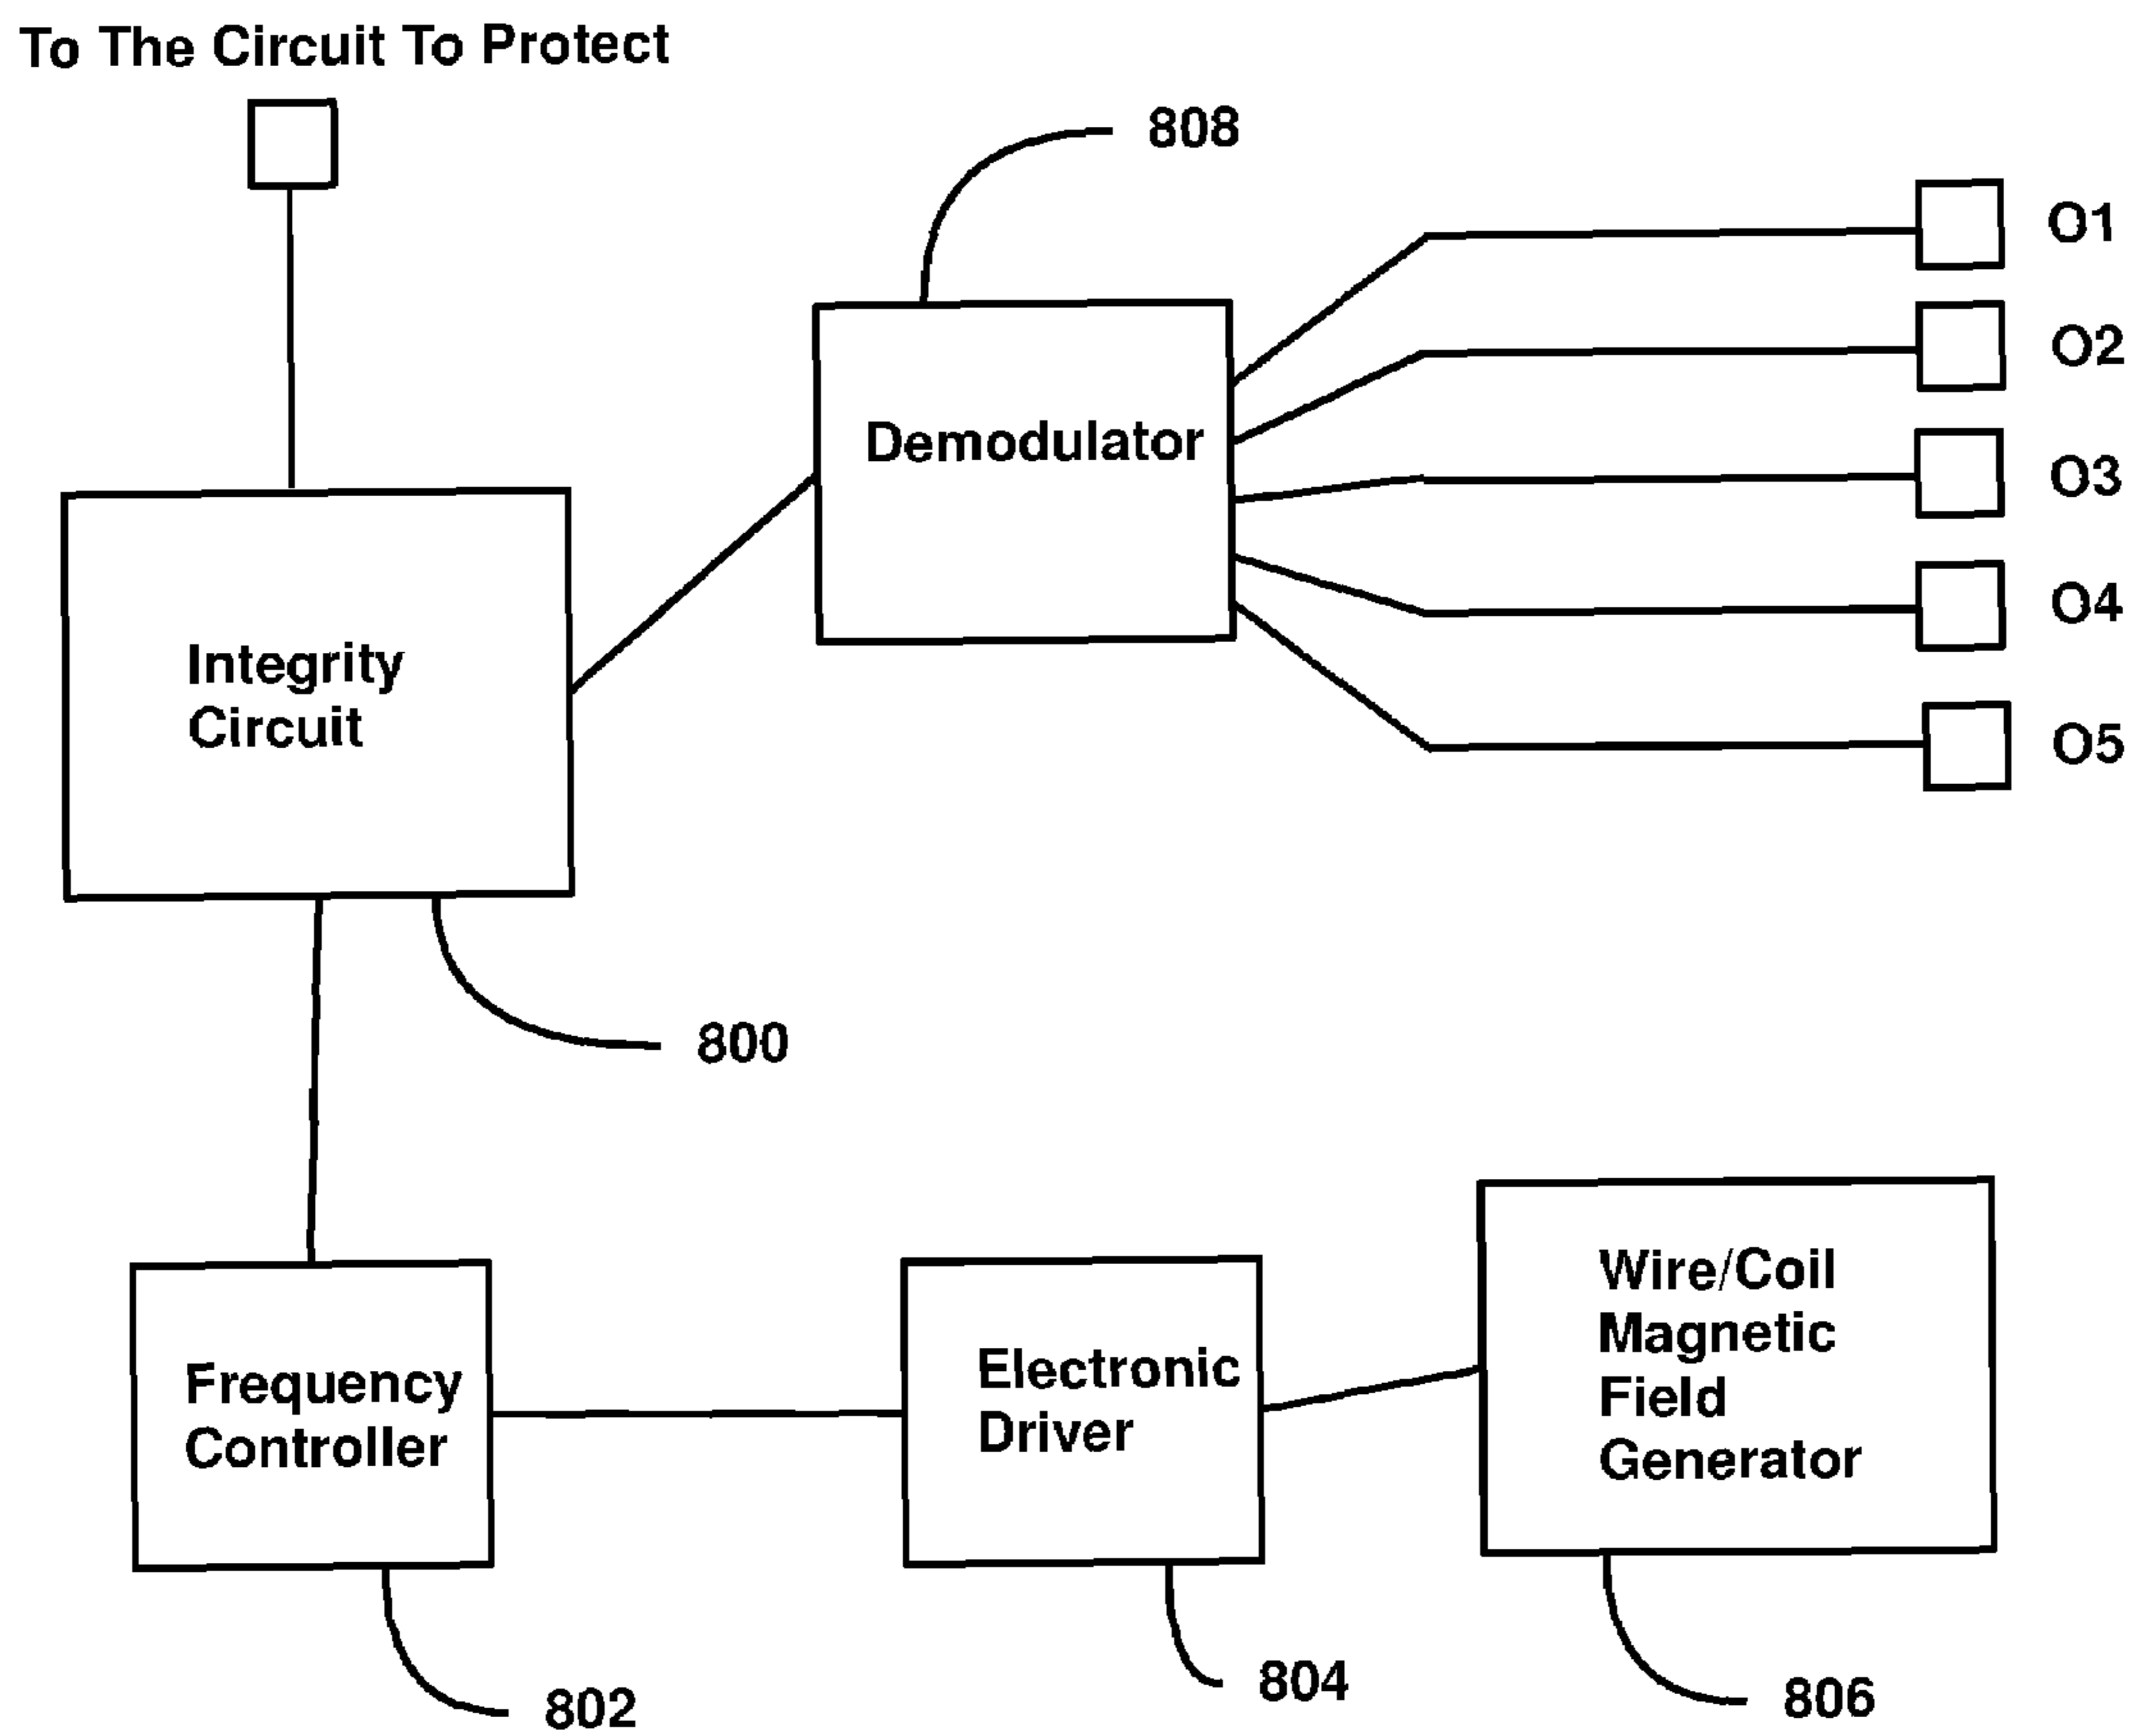 To The Circuit To Protect
808
O1
O2
Demodulator
O3
O4
Integrity
Circuit
O5
800
Wire/Coil
Magnetic
Field
Generator
Electronic
Driver
Frequency
Controller
804
806
802